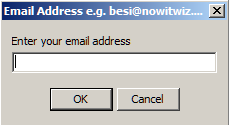 Email Address e.g. besi@nowitwiz....
Enter your email address
OK
Cancel